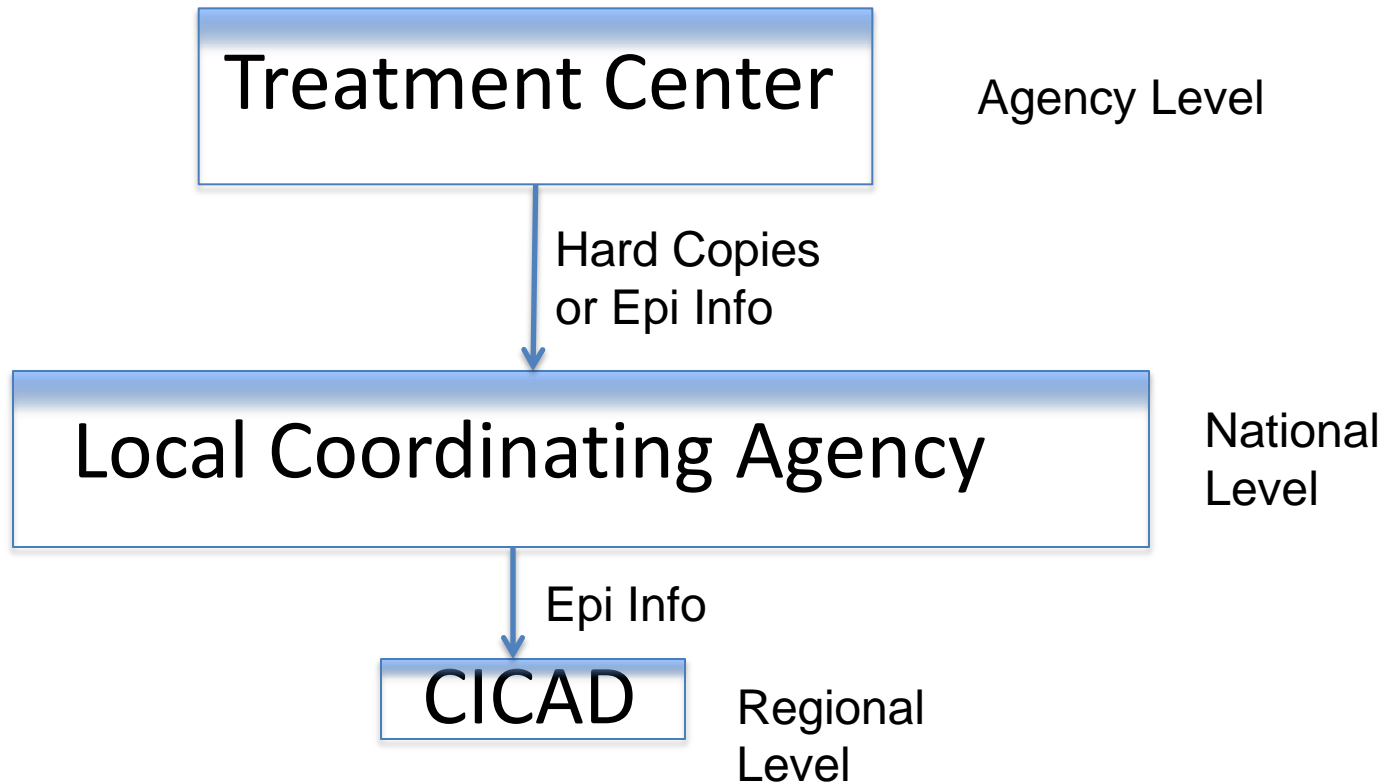 Treatment Center
Agency Level
Hard Copies
or Epi Info
Local Coordinating Agency
National
Level
Epi Info
CICAD
Regional
Level